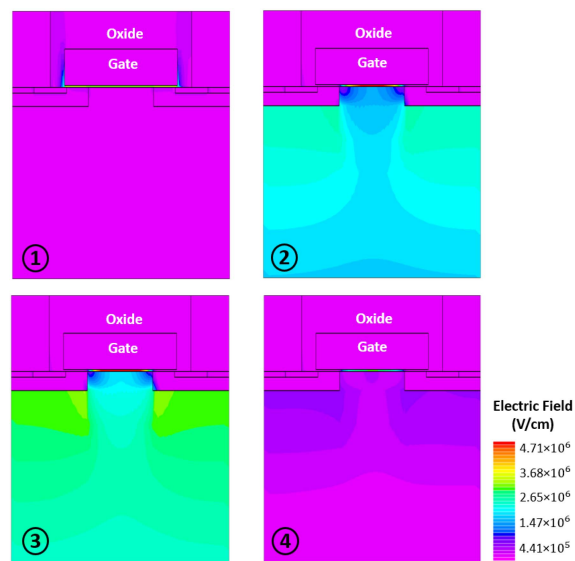 Oxide
Gate
①
Oxide
Gate
②
Oxide
Gate
③
Oxide
Gate
④
Electric Field
(V/cm)
4.71×10⁶
3.68×10⁶
2.65×10⁶
1.47×10⁶
4.41×10⁵